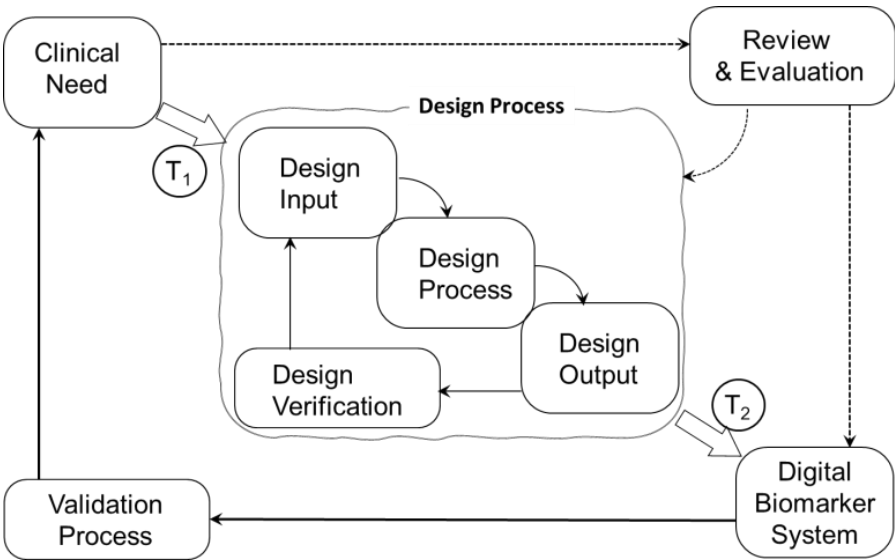 Clinical
Need
Review
& Evaluation
Design Process
T1
Design
Input
Design
Process
Design
Output
Design
Verification
T2
Validation
Process
Digital
Biomarker
System